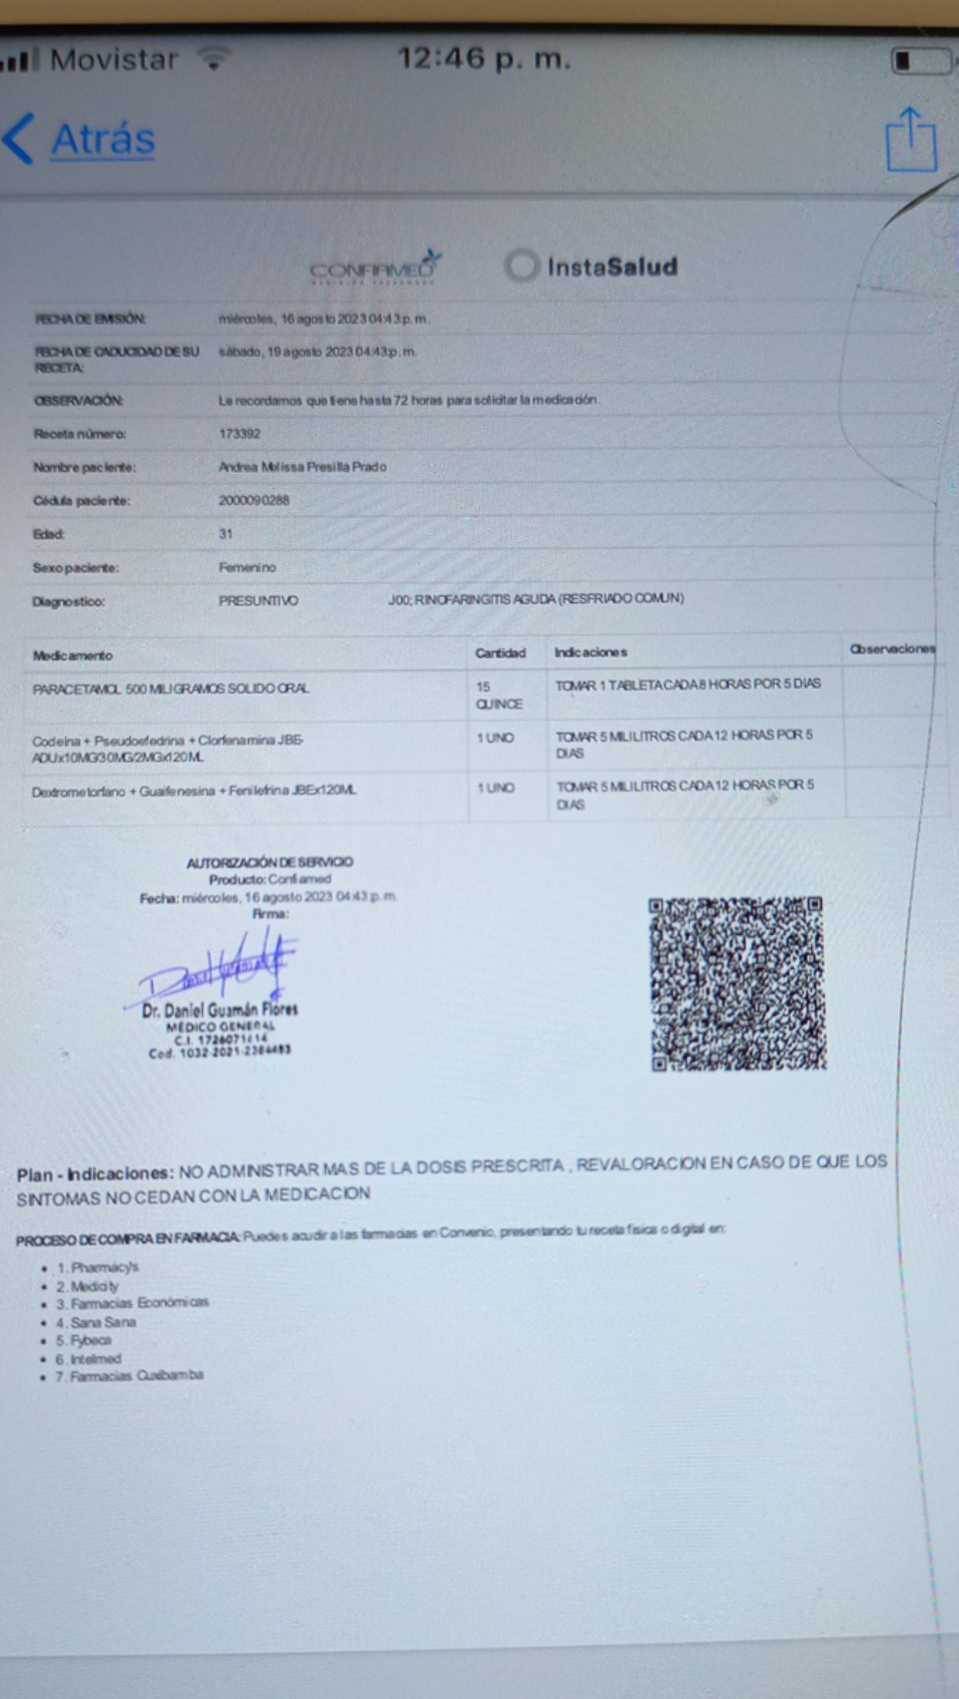 Movistar 12:46 p. m.
Atrás
CONFIAMED
InstaSalud
FECHA DE EMISIÓN: miércoles, 16 agosto 2023 04:43 p. m.
FECHA DE CADUCIDAD DE SU RECETA: sábado, 19 agosto 2023 04:43 p. m.
OBSERVACIÓN: Le recordamos que tiene hasta 72 horas para solicitar la medicación.
Receta número: 173392
Nombre paciente: Andrea Melissa Presilla Prado
Cédula paciente: 2000090288
Edad: 31
Sexo paciente: Femenino
Diagnostico: PRESUNTIVO J00; RINOFARINGITIS AGUDA (RESFRIADO COMUN)
Medicamento Cantidad Indicaciones Observaciones
PARACETAMOL 500 MILIGRAMOS SOLIDO ORAL 15 QUINCE TOMAR 1 TABLETA CADA 8 HORAS POR 5 DIAS
Codeina + Pseudoefedrina + Clorfenamina JBE-ADUx10MG/30MG/2MGx120ML 1 UNO TOMAR 5 MILILITROS CADA 12 HORAS POR 5 DIAS
Dextrometorfano + Guaifenesina + Fenilefrina JBEx120ML 1 UNO TOMAR 5 MILILITROS CADA 12 HORAS POR 5 DIAS
AUTORIZACIÓN DE SERVICIO
Producto: Confiamed
Fecha: miércoles, 16 agosto 2023 04:43 p. m.
Firma:
Dr. Daniel Guamán Flores
MÉDICO GENERAL
C.I.
Cod.
Plan - Indicaciones: NO ADMINISTRAR MAS DE LA DOSIS PRESCRITA , REVALORACION EN CASO DE QUE LOS
SINTOMAS NO CEDAN CON LA MEDICACION
PROCESO DE COMPRA EN FARMACIA: Puedes acudir a las farmacias en Convenio, presentando tu receta física o digital en:
• 1. Pharmacy's
• 2. Medicity
• 3. Farmacias Económicas
• 4. Sana Sana
• 5. Fybeca
• 6. Intelmed
• 7. Farmacias Cuxibamba